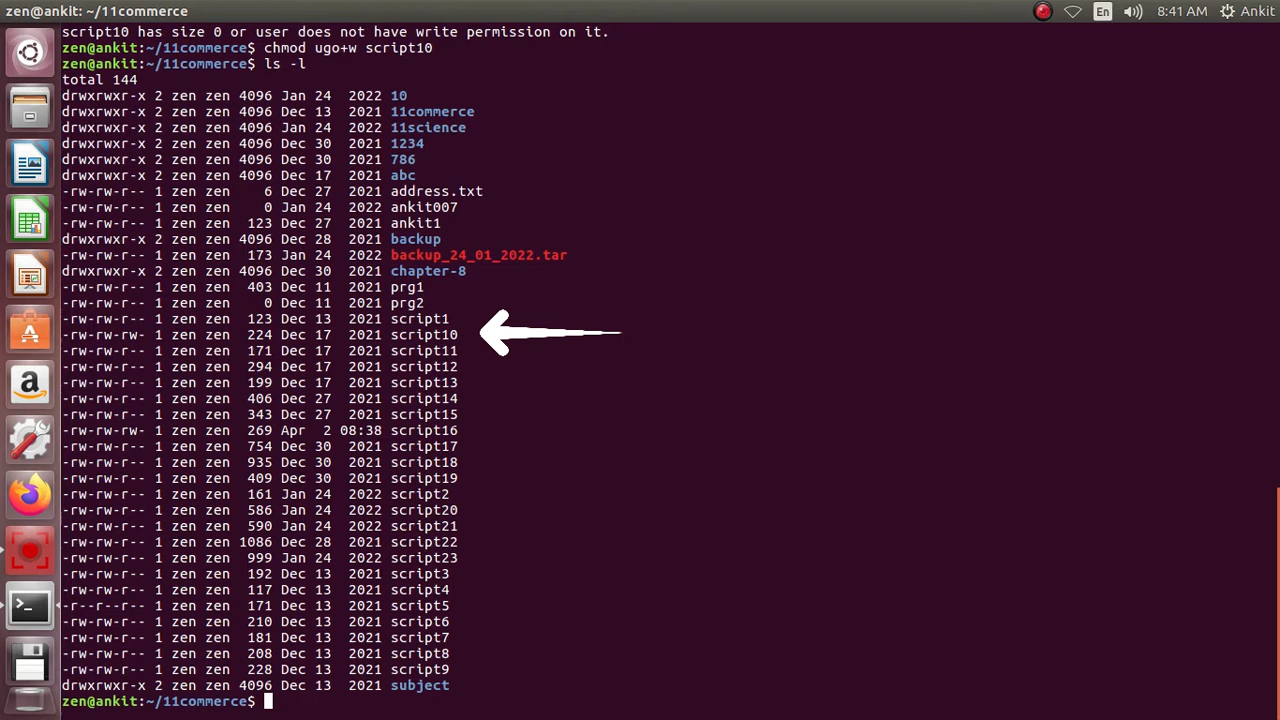 zen@ankit: ~/11commerce En 8:41 AM Ankit
script10 has size 0 or user does not have write permission on it.
zen@ankit:~/11commerce$ chmod ugo+w script10
zen@ankit:~/11commerce$ ls -l
total 144
drwxrwxr-x 2 zen zen 4096 Jan 24  2022 10
drwxrwxr-x 2 zen zen 4096 Dec 13  2021 11commerce
drwxrwxr-x 2 zen zen 4096 Jan 24  2022 11science
drwxrwxr-x 2 zen zen 4096 Dec 30  2021 1234
drwxrwxr-x 2 zen zen 4096 Dec 30  2021 786
drwxrwxr-x 2 zen zen 4096 Dec 17  2021 abc
-rw-rw-r-- 1 zen zen    6 Dec 27  2021 address.txt
-rw-rw-r-- 1 zen zen    0 Jan 24  2022 ankit007
-rw-rw-r-- 1 zen zen  123 Dec 27  2021 ankit1
drwxrwxr-x 2 zen zen 4096 Dec 28  2021 backup
-rw-rw-r-- 1 zen zen  173 Jan 24  2022 backup_24_01_2022.tar
drwxrwxr-x 2 zen zen 4096 Dec 30  2021 chapter-8
-rw-rw-r-- 1 zen zen  403 Dec 11  2021 prg1
-rw-rw-r-- 1 zen zen    0 Dec 11  2021 prg2
-rw-rw-r-- 1 zen zen  123 Dec 13  2021 script1
-rw-rw-rw- 1 zen zen  224 Dec 17  2021 script10
-rw-rw-r-- 1 zen zen  171 Dec 17  2021 script11
-rw-rw-r-- 1 zen zen  294 Dec 17  2021 script12
-rw-rw-r-- 1 zen zen  199 Dec 17  2021 script13
-rw-rw-r-- 1 zen zen  406 Dec 27  2021 script14
-rw-rw-r-- 1 zen zen  343 Dec 27  2021 script15
-rw-rw-rw- 1 zen zen  269 Apr  2 08:38 script16
-rw-rw-r-- 1 zen zen  754 Dec 30  2021 script17
-rw-rw-r-- 1 zen zen  935 Dec 30  2021 script18
-rw-rw-r-- 1 zen zen  409 Dec 30  2021 script19
-rw-rw-r-- 1 zen zen  161 Jan 24  2022 script2
-rw-rw-r-- 1 zen zen  586 Jan 24  2022 script20
-rw-rw-r-- 1 zen zen  590 Jan 24  2022 script21
-rw-rw-r-- 1 zen zen 1086 Dec 28  2021 script22
-rw-rw-r-- 1 zen zen  999 Jan 24  2022 script23
-rw-rw-r-- 1 zen zen  192 Dec 13  2021 script3
-rw-rw-r-- 1 zen zen  117 Dec 13  2021 script4
-r--r--r-- 1 zen zen  171 Dec 13  2021 script5
-rw-rw-r-- 1 zen zen  210 Dec 13  2021 script6
-rw-rw-r-- 1 zen zen  181 Dec 13  2021 script7
-rw-rw-r-- 1 zen zen  208 Dec 13  2021 script8
-rw-rw-r-- 1 zen zen  228 Dec 13  2021 script9
drwxrwxr-x 2 zen zen 4096 Dec 13  2021 subject
zen@ankit:~/11commerce$